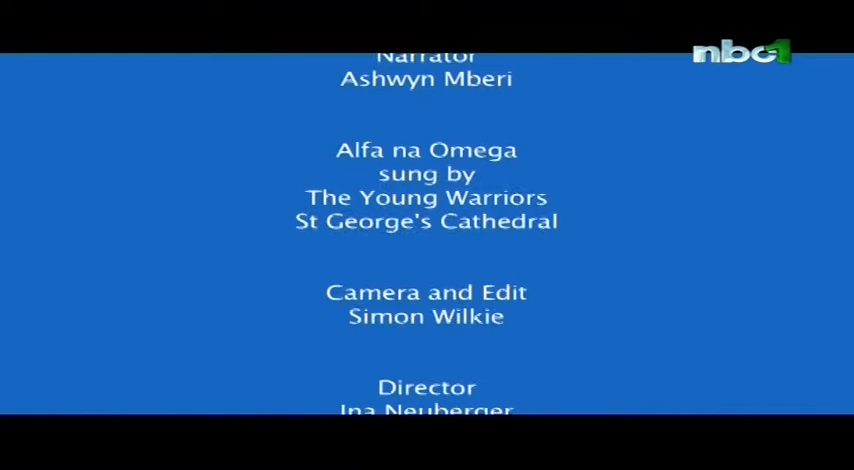 nbc1
Narrator
Ashwyn Mberi
Alfa na Omega
sung by
The Young Warriors
St George's Cathedral
Camera and Edit
Simon Wilkie
Director
Ina Neuberger